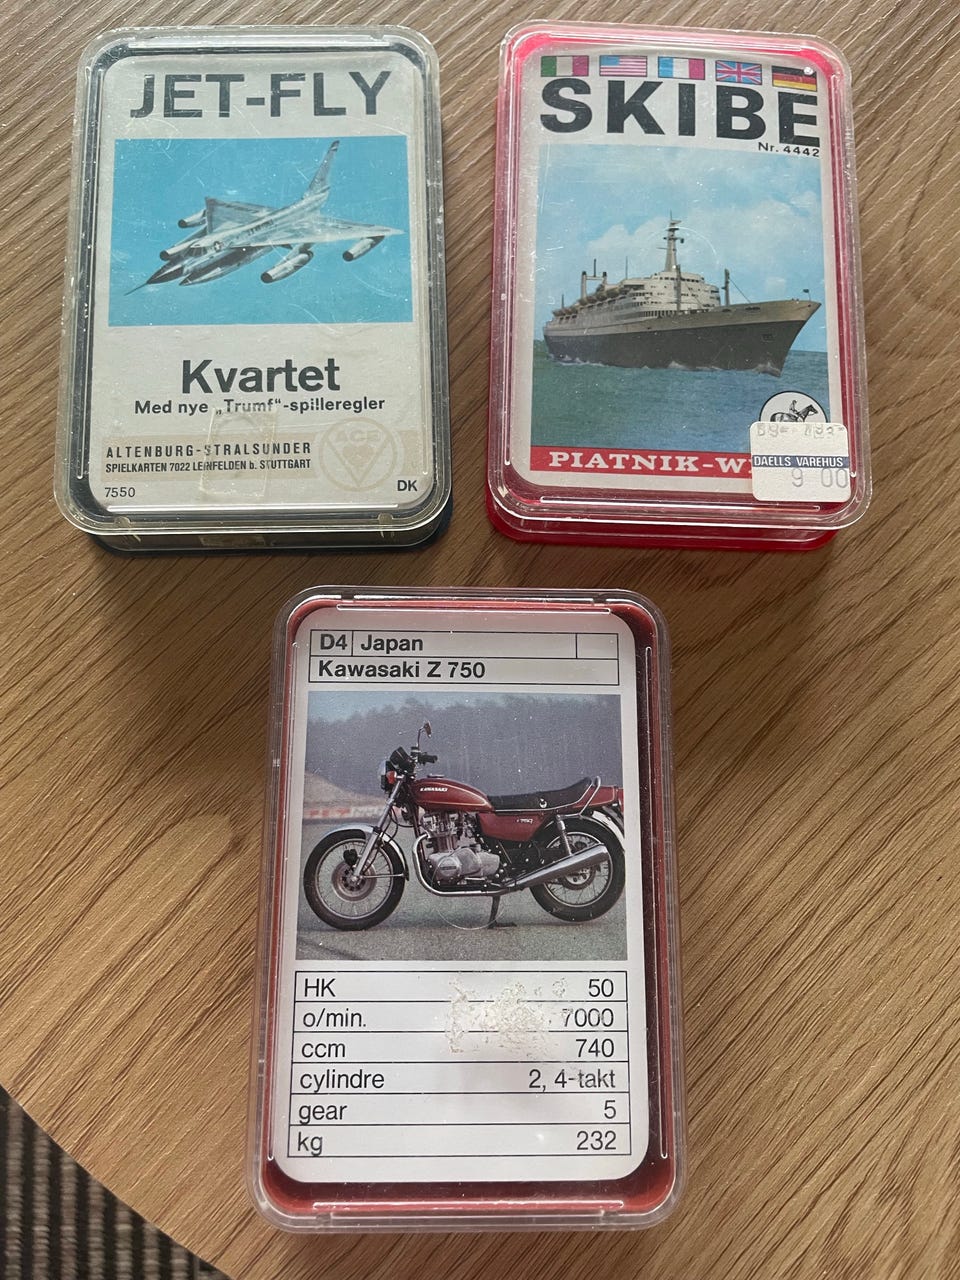 JET-FLY
Kvartet
Med nye „Trumf“-spilleregler
ALTENBURG-STRALSUNDER
SPIELKARTEN 7022 LEINFELDEN b. STUTTGART
7550
DK
SKIBE
Nr. 4442
PIATNIK-W
DAELLS VAREHUS
9 00
D4 Japan
Kawasaki Z 750
KAWASAKI
HK 50
o/min. 7000
ccm 740
cylindre 2, 4-takt
gear 5
kg 232